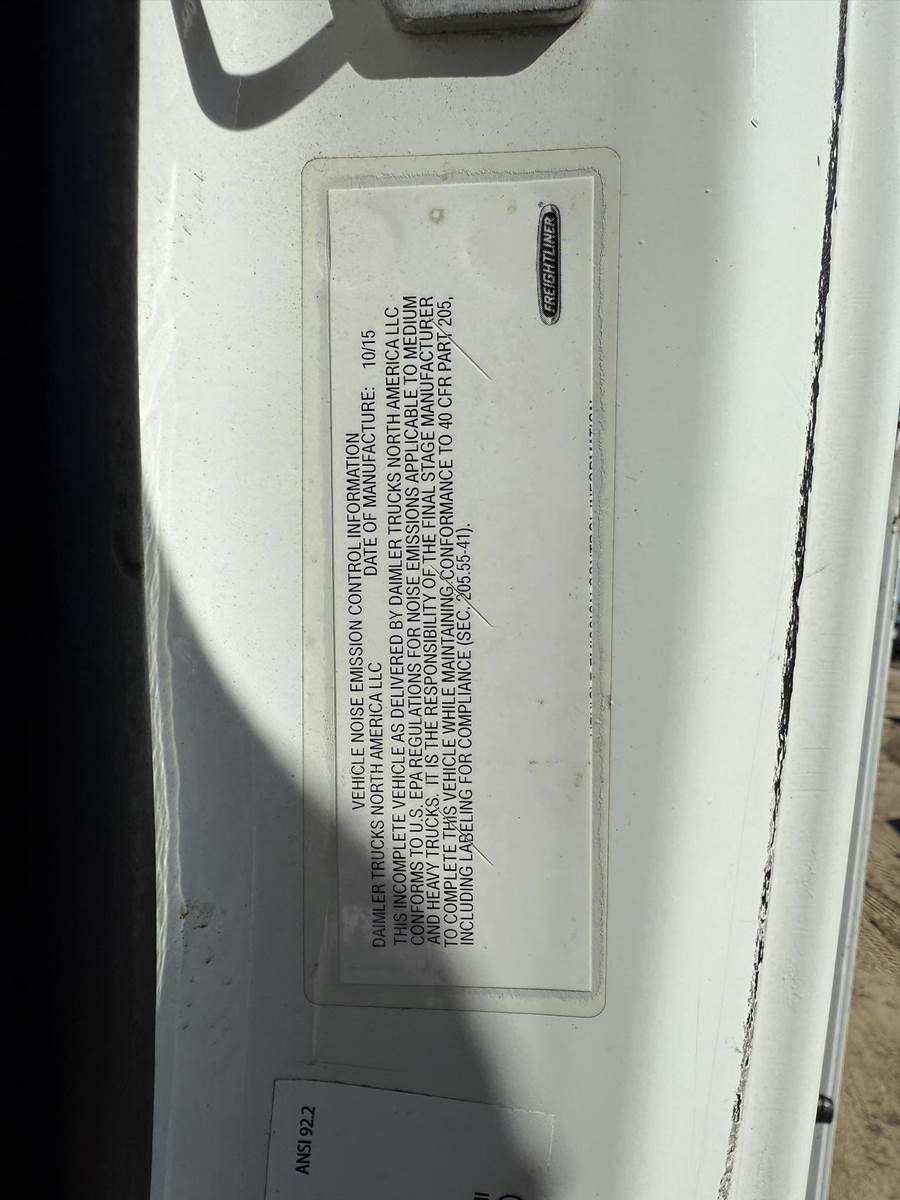 VEHICLE NOISE EMISSION CONTROL INFORMATION
DAIMLER TRUCKS NORTH AMERICA LLC DATE OF MANUFACTURE: 10/15
THIS INCOMPLETE VEHICLE AS DELIVERED BY DAIMLER TRUCKS NORTH AMERICA LLC
CONFORMS TO U.S. EPA REGULATIONS FOR NOISE EMISSIONS APPLICABLE TO MEDIUM
AND HEAVY TRUCKS. IT IS THE RESPONSIBILITY OF THE FINAL STAGE MANUFACTURER
TO COMPLETE THIS VEHICLE WHILE MAINTAINING CONFORMANCE TO 40 CFR PART 205,
INCLUDING LABELING FOR COMPLIANCE (SEC. 205.55-41).
FREIGHTLINER
ANSI 92.2